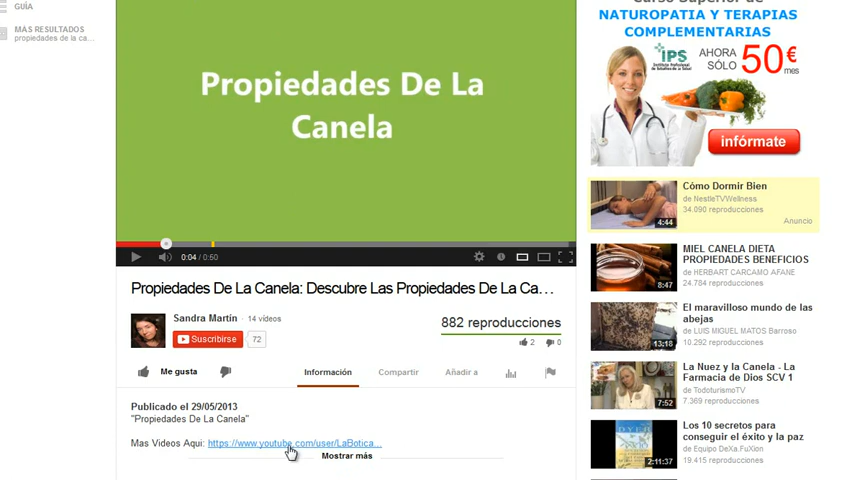 GUÍA
MÁS RESULTADOS
propiedades de la ca...
Propiedades De La
Canela
0:04 / 0:50
Propiedades De La Canela: Descubre Las Propiedades De La Ca…
Sandra Martín · 14 vídeos
Suscribirse 72
882 reproducciones
2 0
Me gusta
Información Compartir Añadir a
Publicado el 29/05/2013
"Propiedades De La Canela"
Mas Videos Aqui: https://www.youtube.com/user/LaBotica...
Mostrar más
NATUROPATIA Y TERAPIAS
COMPLEMENTARIAS
IPS
AHORA
SÓLO 50€
mes
infórmate
Cómo Dormir Bien
de NestleTVWellness
34.090 reproducciones
Anuncio
4:44
MIEL CANELA DIETA
PROPIEDADES BENEFICIOS
de HERBERT CARCAMO AFANE
24.784 reproducciones
8:47
El maravilloso mundo de las
abejas
de LUIS MIGUEL MATOS Barroso
10.292 reproducciones
13:18
La Nuez y la Canela - La
Farmacia de Dios SCV 1
de TodoturismoTV
7.369 reproducciones
7:52
Los 10 secretos para
conseguir el éxito y la paz
de Equipo DeXa.FuXion
19.415 reproducciones
2:11:37